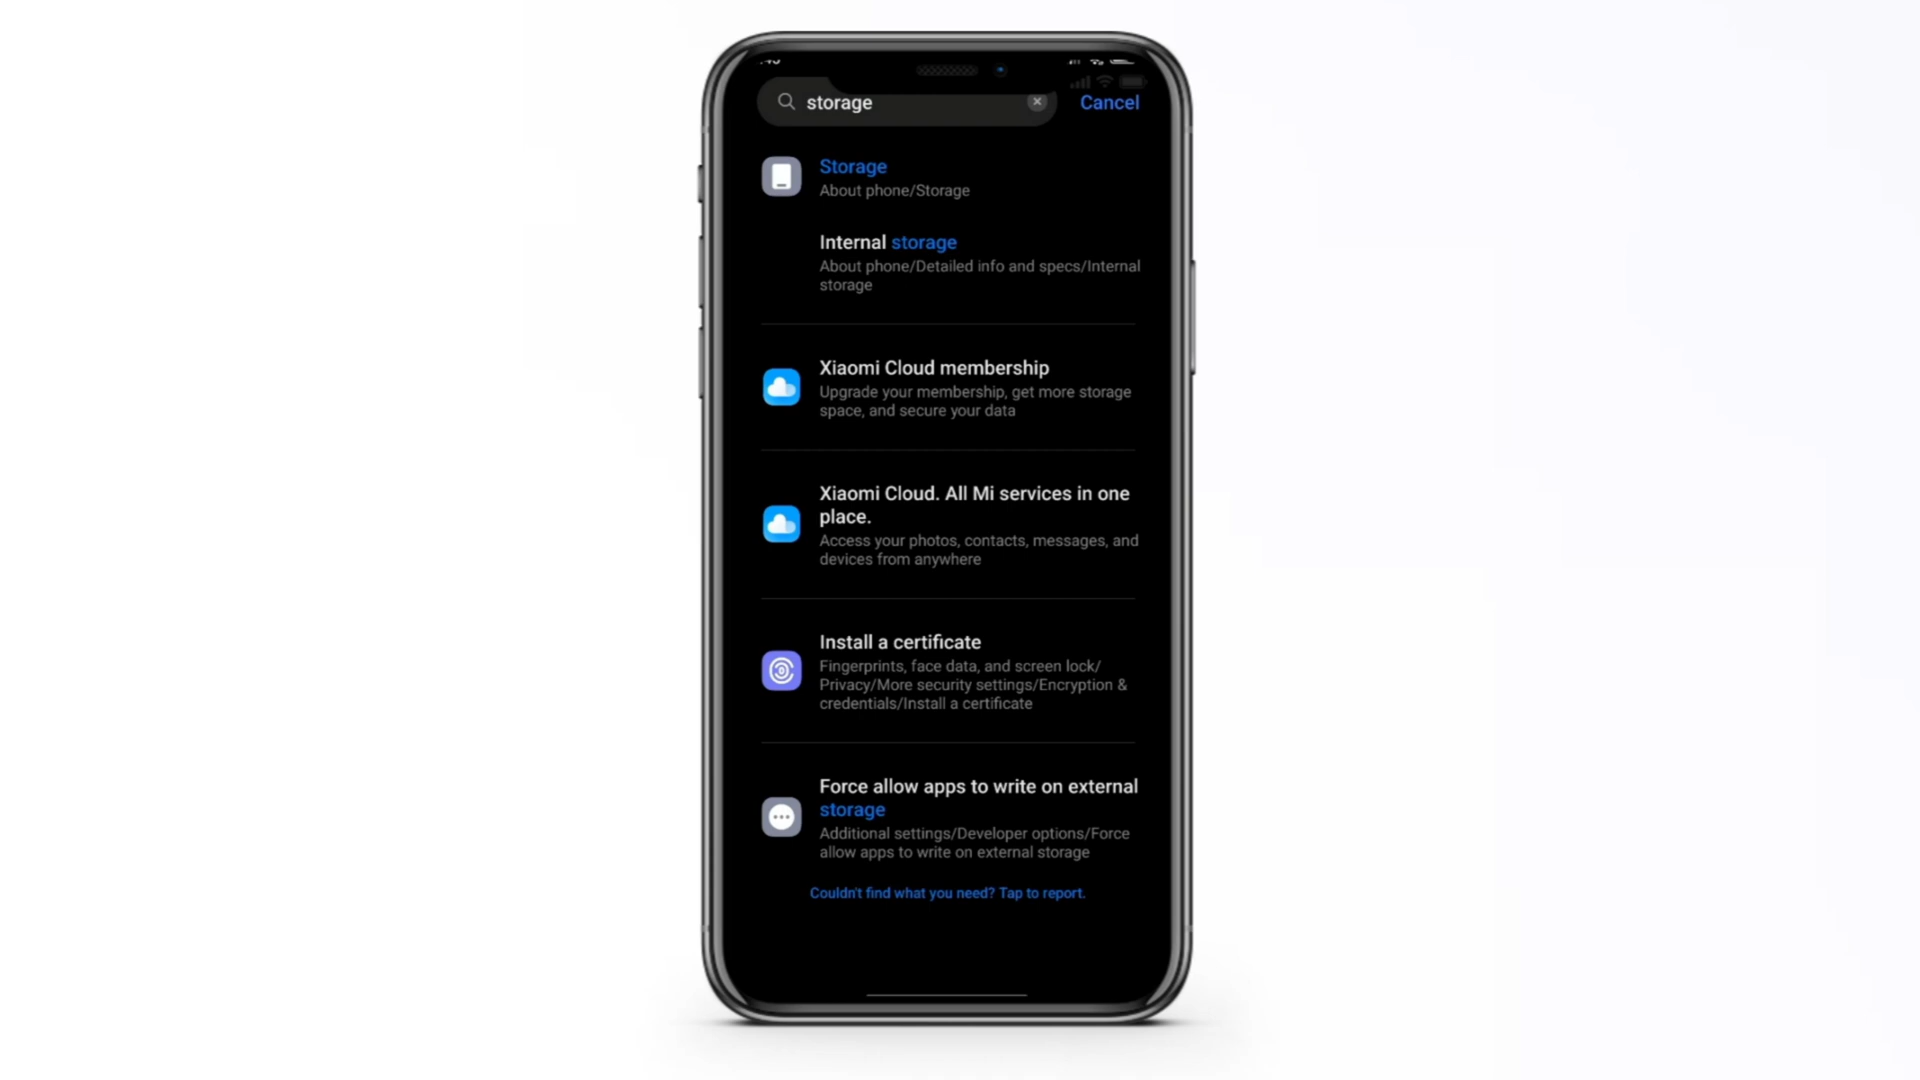 storage
Cancel
Storage
About phone/Storage
Internal storage
About phone/Detailed info and specs/Internal
storage
Xiaomi Cloud membership
Upgrade your membership, get more storage
space, and secure your data
Xiaomi Cloud. All Mi services in one
place.
Access your photos, contacts, messages, and
devices from anywhere
Install a certificate
Fingerprints, face data, and screen lock/
Privacy/More security settings/Encryption &
credentials/Install a certificate
Force allow apps to write on external
storage
Additional settings/Developer options/Force
allow apps to write on external storage
Couldn't find what you need? Tap to report.